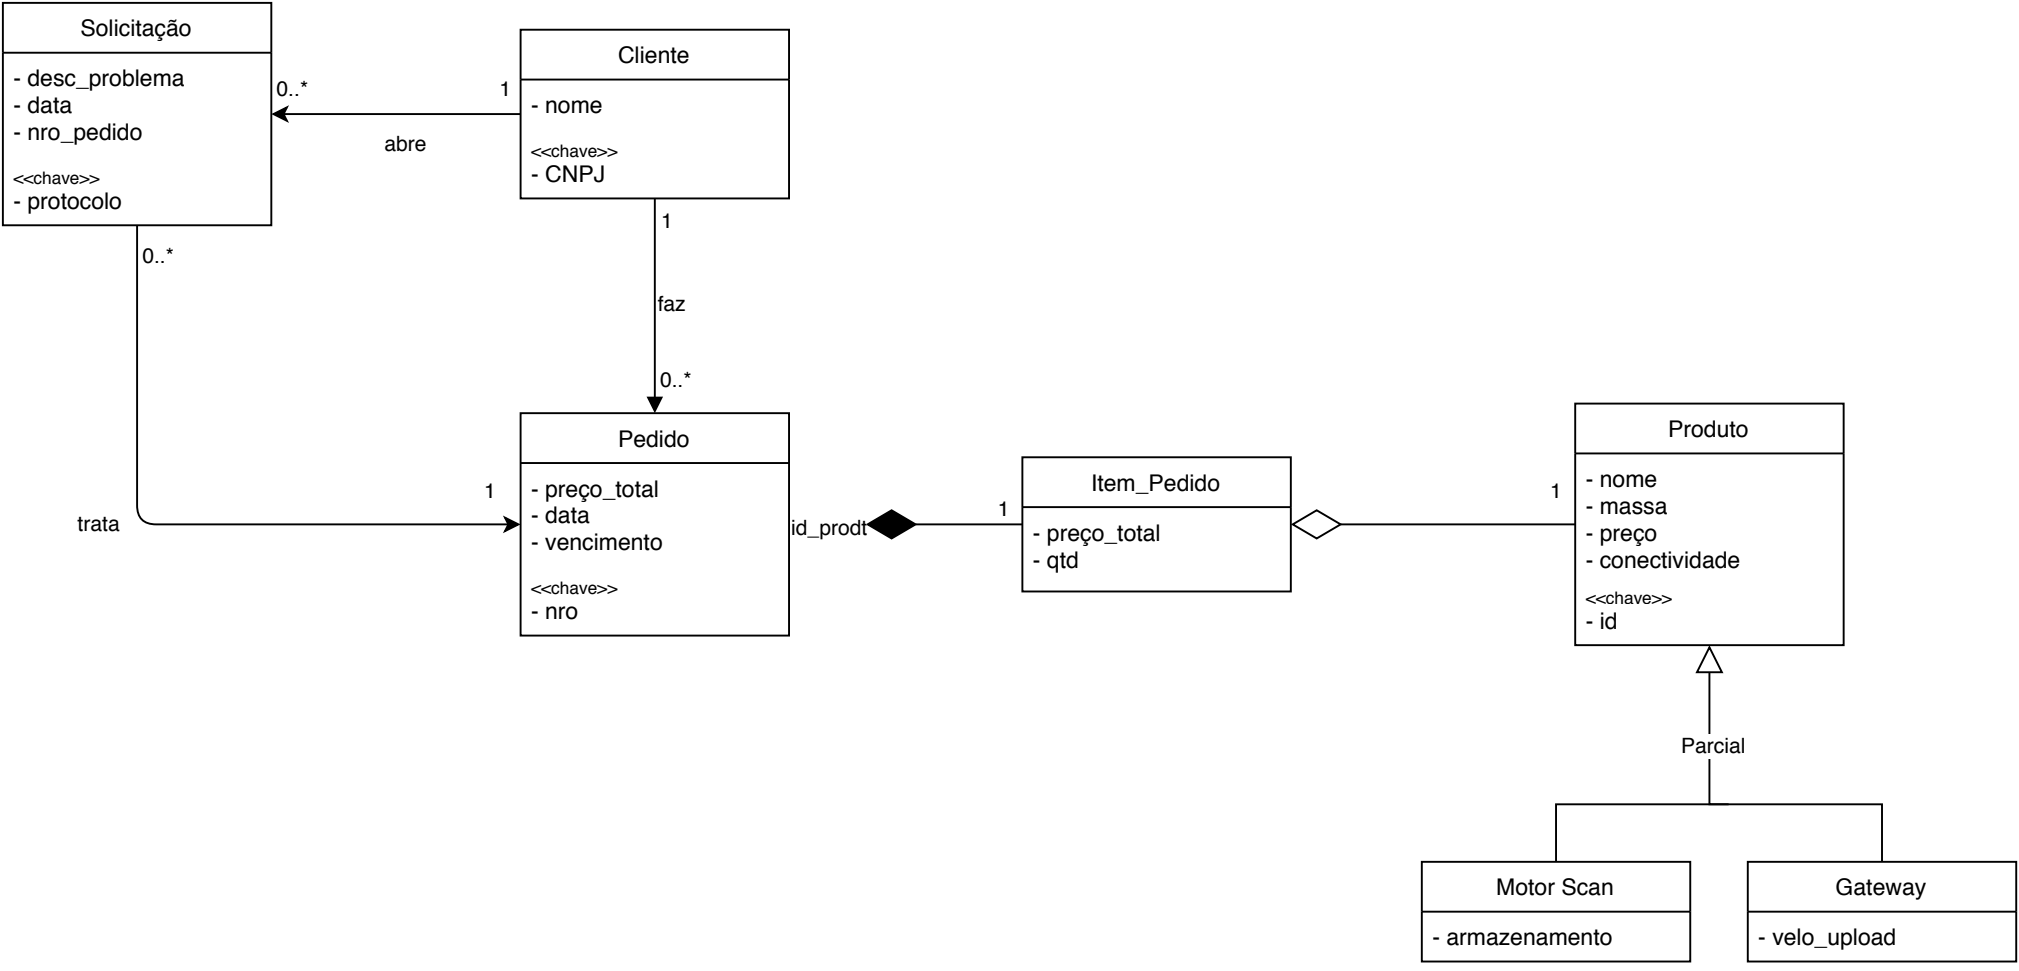 Solicitação
- desc_problema
- data
- nro_pedido
<<chave>>
- protocolo
0..*
1
abre
Cliente
- nome
<<chave>>
- CNPJ
0..*
1
trata
1
faz
0..*
Pedido
- preço_total
- data
- vencimento
<<chave>>
- nro
id_prodt
1
Item_Pedido
- preço_total
- qtd
1
Produto
- nome
- massa
- preço
- conectividade
<<chave>>
- id
Parcial
Motor Scan
- armazenamento
Gateway
- velo_upload